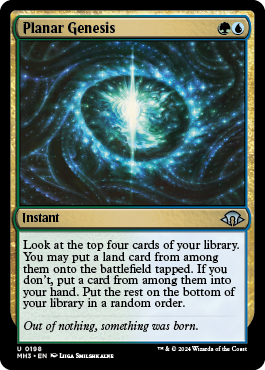 Planar Genesis
Instant
Look at the top four cards of your library.
You may put a land card from among
them onto the battlefield tapped. If you
don't, put a card from among them into
your hand. Put the rest on the bottom of
your library in a random order.
Out of nothing, something was born.
U 0198
MH3 • EN Liiga Smilshkalne
™ & © 2024 Wizards of the Coast